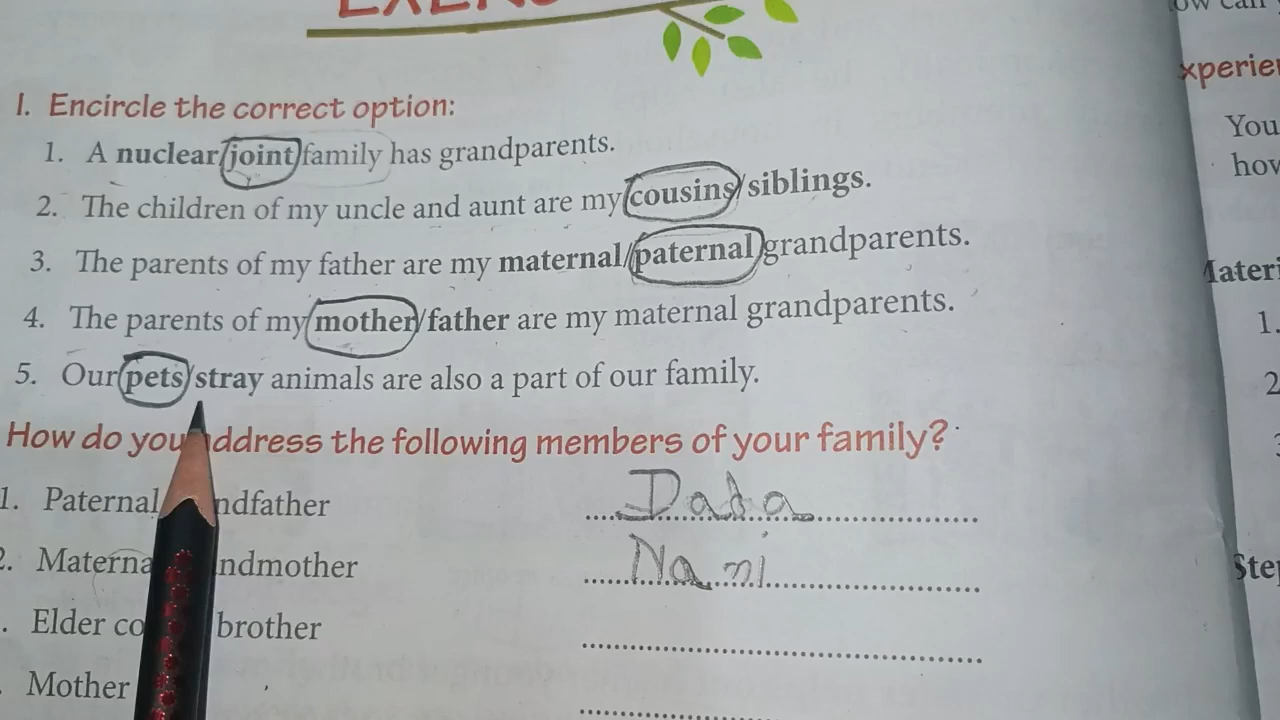 I. Encircle the correct option:
1. A nuclear/joint family has grandparents.
2. The children of my uncle and aunt are my cousins/siblings.
3. The parents of my father are my maternal/paternal grandparents.
4. The parents of my mother/father are my maternal grandparents.
5. Our pets/stray animals are also a part of our family.
How do you address the following members of your family?
1. Paternal ndfather Dada
2. Materna ndmother Nani
. Elder co brother
Mother
You
how
1.
2